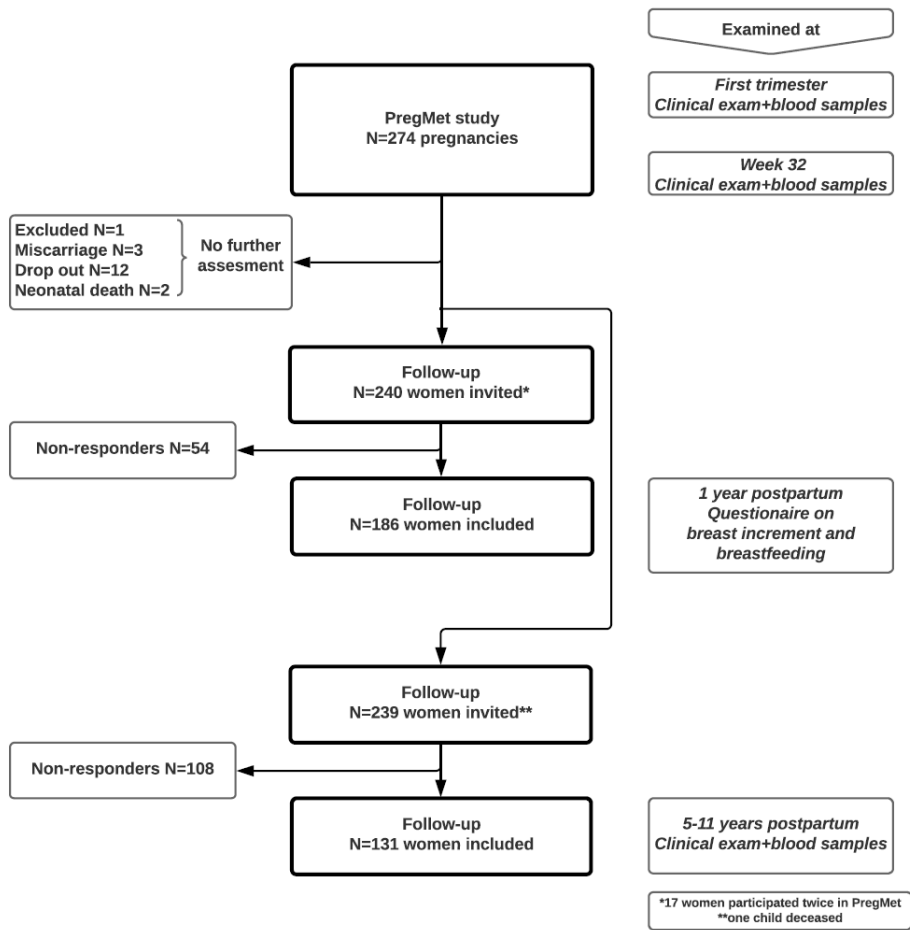 Examined at
First trimester
Clinical exam+blood samples
PregMet study
N=274 pregnancies
Week 32
Clinical exam+blood samples
Excluded N=1
Miscarriage N=3
Drop out N=12
Neonatal death N=2
No further
assesment
Follow-up
N=240 women invited*
Non-responders N=54
Follow-up
N=186 women included
1 year postpartum
Questionaire on
breast increment and
breastfeeding
Follow-up
N=239 women invited**
Non-responders N=108
Follow-up
N=131 women included
5-11 years postpartum
Clinical exam+blood samples
*17 women participated twice in PregMet
**one child deceased